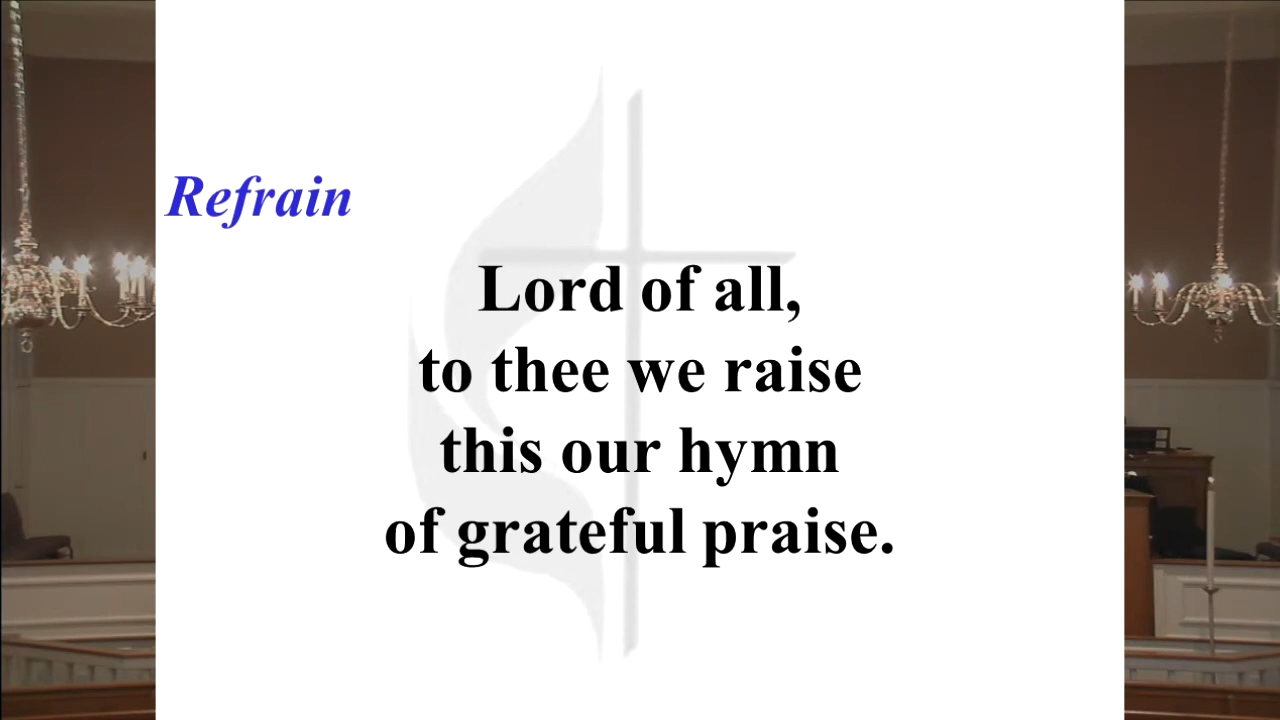 Refrain
Lord of all,
to thee we raise
this our hymn
of grateful praise.